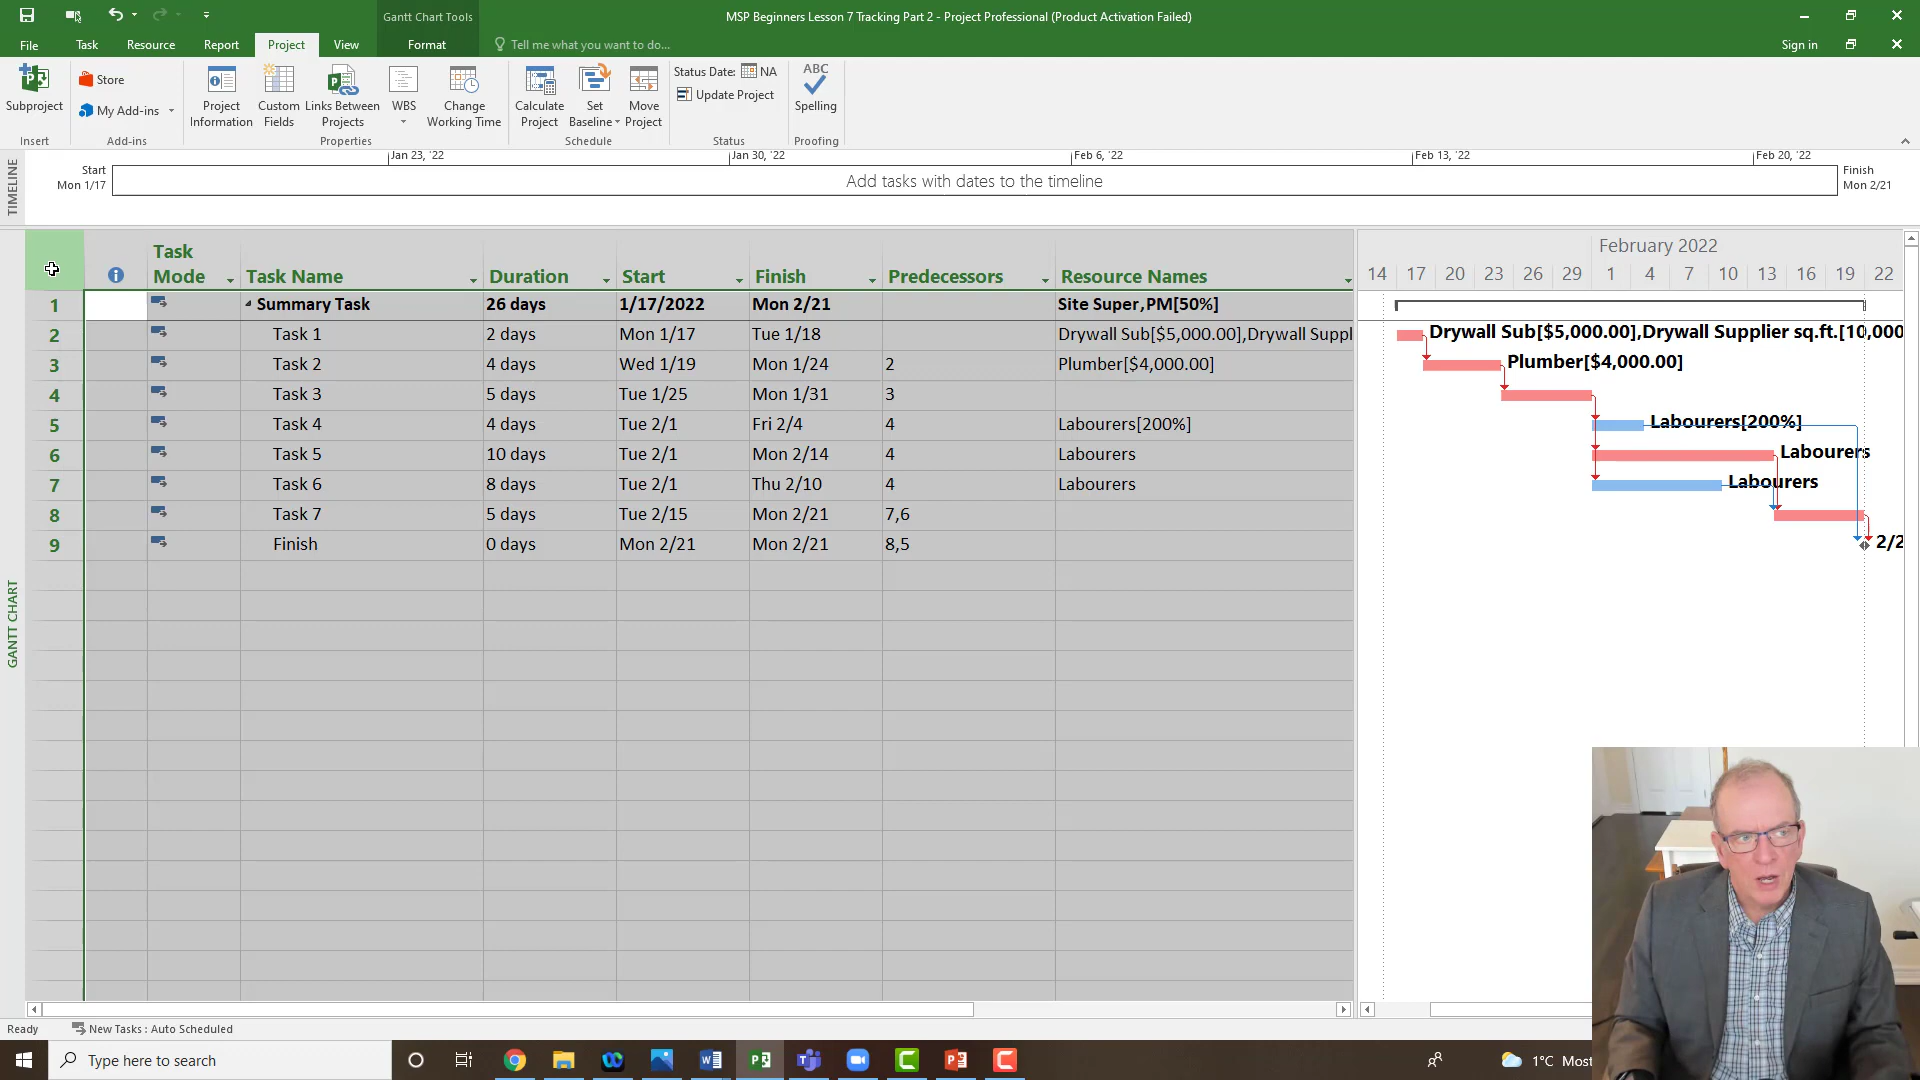 MSP Beginners Lesson 7 Tracking Part 2 - Project Professional (Product Activation Failed)
Gantt Chart Tools
File Task Resource Report Project View Format Tell me what you want to do... Sign in
Subproject
Insert
Store
My Add-ins
Add-ins
Project Information
Custom Fields
Links Between Projects
WBS
Change Working Time
Properties
Calculate Project
Set Baseline
Move Project
Schedule
Status Date: NA
Update Project
Status
ABC
Spelling
Proofing
TIMELINE
Start
Mon 1/17
Jan 23, '22 Jan 30, '22 Feb 6, '22 Feb 13, '22 Feb 20, '22
Add tasks with dates to the timeline
Finish
Mon 2/21
GANTT CHART
Task Mode Task Name Duration Start Finish Predecessors Resource Names
1 Summary Task 26 days 1/17/2022 Mon 2/21 Site Super,PM[50%]
2 Task 1 2 days Mon 1/17 Tue 1/18 Drywall Sub[$5,000.00],Drywall Suppl
3 Task 2 4 days Wed 1/19 Mon 1/24 2 Plumber[$4,000.00]
4 Task 3 5 days Tue 1/25 Mon 1/31 3
5 Task 4 4 days Tue 2/1 Fri 2/4 4 Labourers[200%]
6 Task 5 10 days Tue 2/1 Mon 2/14 4 Labourers
7 Task 6 8 days Tue 2/1 Thu 2/10 4 Labourers
8 Task 7 5 days Tue 2/15 Mon 2/21 7,6
9 Finish 0 days Mon 2/21 Mon 2/21 8,5
February 2022
14 17 20 23 26 29 1 4 7 10 13 16 19 22
Drywall Sub[$5,000.00],Drywall Supplier sq.ft.[10,000
Plumber[$4,000.00]
Labourers[200%]
Labourers
Labourers
2/2
Ready New Tasks : Auto Scheduled
Type here to search
1°C Most